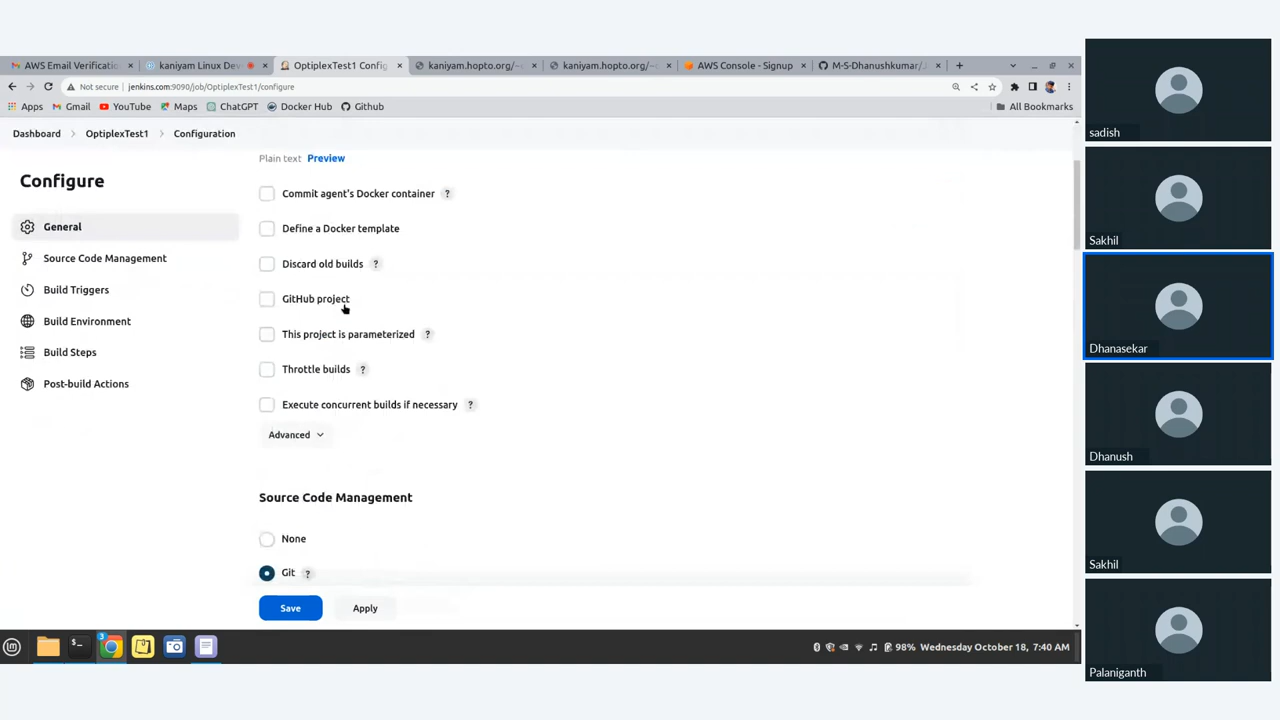 AWS Email Verificati
kaniyam Linux Dev
OptiplexTest1 Config
kaniyam.hopto.org/~
kaniyam.hopto.org/~c
AWS Console - Signup
M-S-Dhanushkumar/J
Not secure jenkins.com:9090/job/OptiplexTest1/configure
Apps Gmail YouTube Maps ChatGPT Docker Hub Github All Bookmarks
Dashboard OptiplexTest1 Configuration
Configure
General
Source Code Management
Build Triggers
Build Environment
Build Steps
Post-build Actions
Plain text Preview
Commit agent's Docker container ?
Define a Docker template
Discard old builds ?
GitHub project
This project is parameterized ?
Throttle builds ?
Execute concurrent builds if necessary ?
Advanced
Source Code Management
None
Git ?
Save Apply
3
98% Wednesday October 18, 7:40 AM
sadish
Sakhil
Dhanasekar
Dhanush
Sakhil
Palaniganth